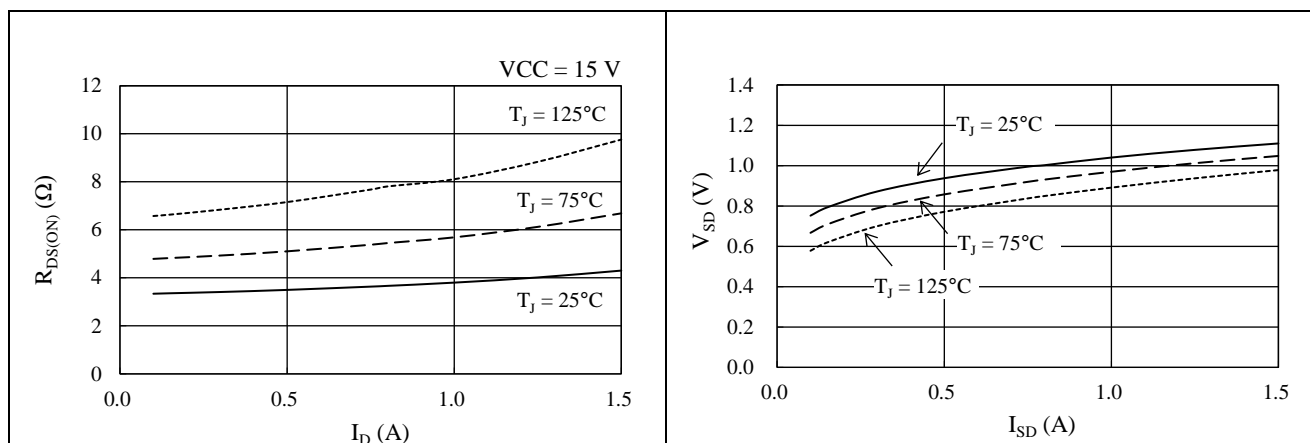 VCC = 15 V
R_DS(ON) (Ω)
12
10
8
6
4
2
0
T_J = 125°C
T_J = 75°C
T_J = 25°C
0.0
0.5
1.0
1.5
I_D (A)
V_SD (V)
1.4
1.2
1.0
0.8
0.6
0.4
0.2
0.0
T_J = 25°C
T_J = 75°C
T_J = 125°C
0.0
0.5
1.0
1.5
I_SD (A)